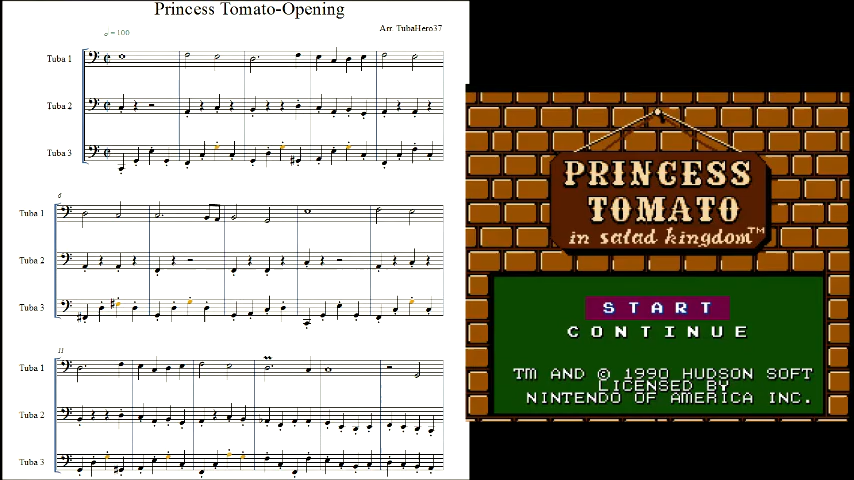 Princess Tomato-Opening
Arr. TubaHero37
𝅗𝅥 = 100
Tuba 1
Tuba 2
Tuba 3
6
Tuba 1
Tuba 2
Tuba 3
11
Tuba 1
Tuba 2
Tuba 3
PRINCESS
TOMATO
in salad kingdom™
START
CONTINUE
TM AND © 1990 HUDSON SOFT
LICENSED BY
NINTENDO OF AMERICA INC.